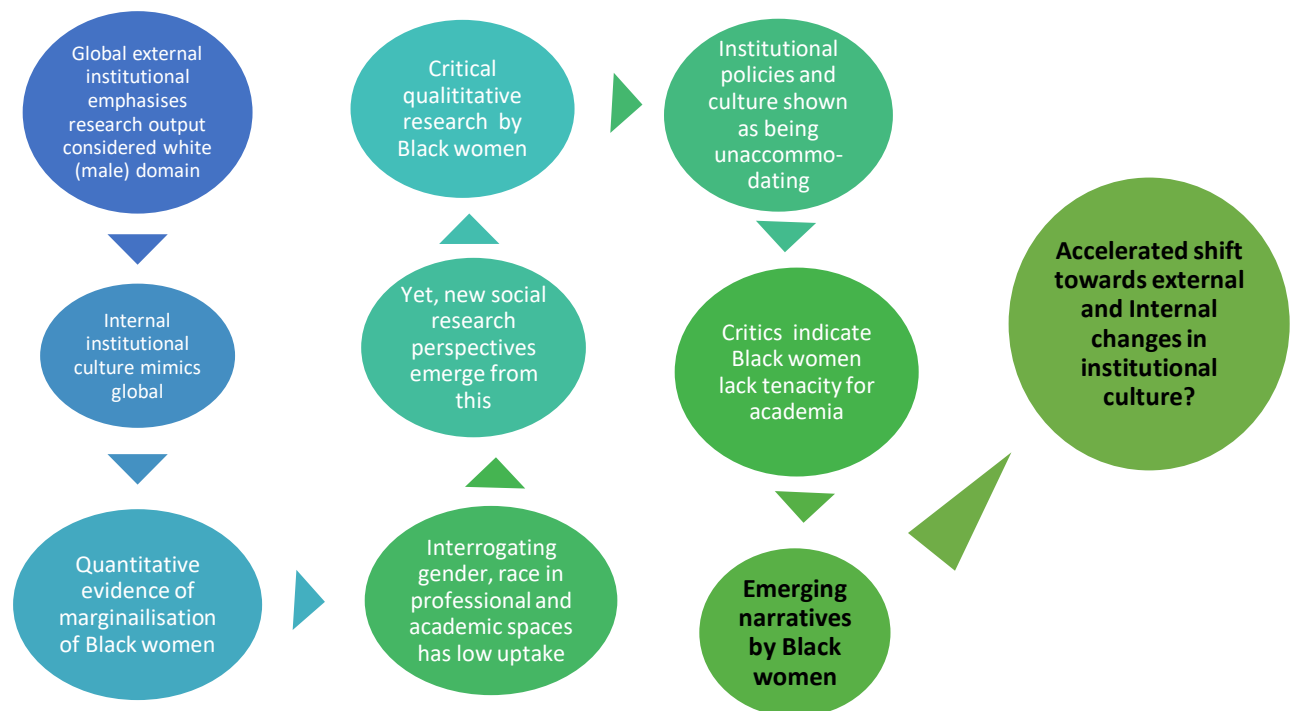 Global external
institutional
emphasises
research output
considered white
(male) domain
Internal
institutional
culture mimics
global
Quantitative
evidence of
marginailisation
of Black women
Interrogating
gender, race in
professional and
academic spaces
has low uptake
Yet, new social
research
perspectives
emerge from
this
Critical
qualititative
research by
Black women
Institutional
policies and
culture shown
as being
unaccommo-
dating
Critics indicate
Black women
lack tenacity for
academia
Emerging
narratives
by Black
women
Accelerated shift
towards external
and Internal
changes in
institutional
culture?